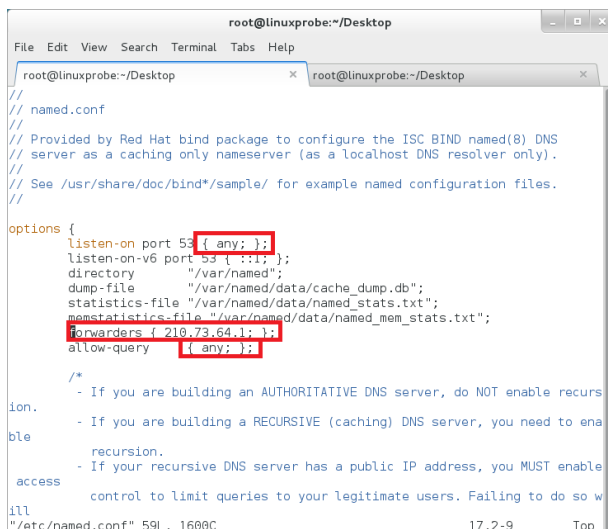 root@linuxprobe:~/Desktop
File Edit View Search Terminal Tabs Help
root@linuxprobe:~/Desktop × root@linuxprobe:~/Desktop ×
//
// named.conf
//
// Provided by Red Hat bind package to configure the ISC BIND named(8) DNS
// server as a caching only nameserver (as a localhost DNS resolver only).
//
// See /usr/share/doc/bind*/sample/ for example named configuration files.
//
options {
listen-on port 53 { any; };
listen-on-v6 port 53 { ::1; };
directory "/var/named";
dump-file "/var/named/data/cache_dump.db";
statistics-file "/var/named/data/named_stats.txt";
memstatistics-file "/var/named/data/named_mem_stats.txt";
forwarders { 210.73.64.1; };
allow-query { any; };
/*
- If you are building an AUTHORITATIVE DNS server, do NOT enable recurs
ion.
- If you are building a RECURSIVE (caching) DNS server, you need to ena
ble
recursion.
- If your recursive DNS server has a public IP address, you MUST enable
access
control to limit queries to your legitimate users. Failing to do so w
ill
"/etc/named.conf" 59L, 1600C 17,2-9 Top